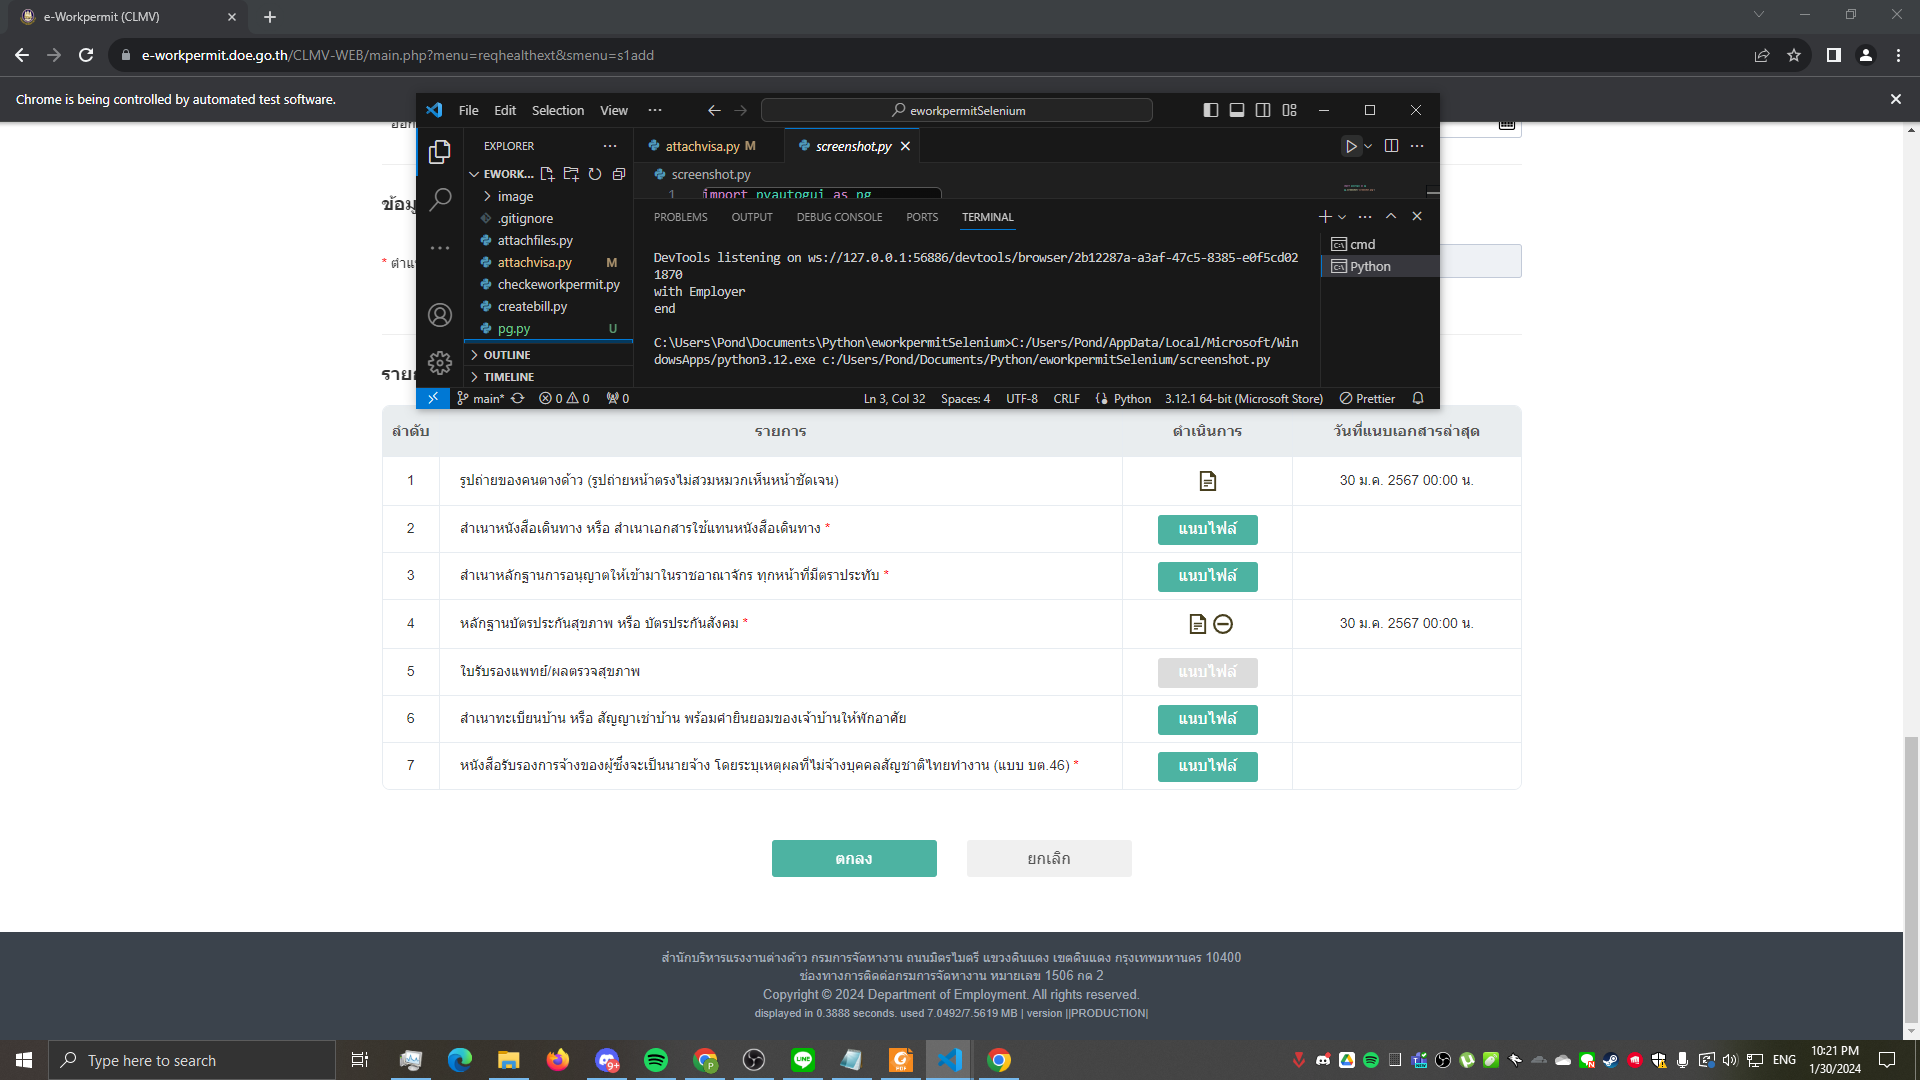 e-Workpermit (CLMV)
e-workpermit.doe.go.th/CLMV-WEB/main.php?menu=reqhealthext&smenu=s1add
Chrome is being controlled by automated test software.
File Edit Selection View ···
eworkpermitSelenium
EXPLORER
attachvisa.py M
screenshot.py
EWORK...
screenshot.py
image
1 import pyautogui as pg
.gitignore
attachfiles.py
attachvisa.py M
checkeworkpermit.py
createbill.py
pg.py U
OUTLINE
TIMELINE
PROBLEMS OUTPUT DEBUG CONSOLE PORTS TERMINAL
cmd
Python
DevTools listening on ws://127.0.0.1:56886/devtools/browser/2b12287a-a3af-47c5-8385-e0f5cd02
1870
with Employer
end
C:\Users\Pond\Documents\Python\eworkpermitSelenium>C:/Users/Pond/AppData/Local/Microsoft/Win
dowsApps/python3.12.exe c:/Users/Pond/Documents/Python/eworkpermitSelenium/screenshot.py
main* 0 0 0 Ln 3, Col 32 Spaces: 4 UTF-8 CRLF Python 3.12.1 64-bit (Microsoft Store) Prettier
ลำดับ รายการ ดำเนินการ วันที่แนบเอกสารล่าสุด
1 รูปถ่ายของคนต่างด้าว (รูปถ่ายหน้าตรงไม่สวมหมวกเห็นหน้าชัดเจน) 30 ม.ค. 2567 00:00 น.
2 สำเนาหนังสือเดินทาง หรือ สำเนาเอกสารใช้แทนหนังสือเดินทาง * แนบไฟล์
3 สำเนาหลักฐานการอนุญาตให้เข้ามาในราชอาณาจักร ทุกหน้าที่มีตราประทับ * แนบไฟล์
4 หลักฐานบัตรประกันสุขภาพ หรือ บัตรประกันสังคม * 30 ม.ค. 2567 00:00 น.
5 ใบรับรองแพทย์/ผลตรวจสุขภาพ แนบไฟล์
6 สำเนาทะเบียนบ้าน หรือ สัญญาเช่าบ้าน พร้อมคำยินยอมของเจ้าบ้านให้พักอาศัย แนบไฟล์
7 หนังสือรับรองการจ้างของผู้ซึ่งจะเป็นนายจ้าง โดยระบุเหตุผลที่ไม่จ้างบุคคลสัญชาติไทยทำงาน (แบบ บต.46) * แนบไฟล์
ตกลง ยกเลิก
สำนักบริหารแรงงานต่างด้าว กรมการจัดหางาน ถนนมิตรไมตรี แขวงดินแดง เขตดินแดง กรุงเทพมหานคร 10400
ช่องทางการติดต่อกรมการจัดหางาน หมายเลข 1506 กด 2
Copyright © 2024 Department of Employment. All rights reserved.
displayed in 0.3888 seconds. used 7.0492/7.5619 MB | version ||PRODUCTION|
Type here to search
ENG
10:21 PM
1/30/2024